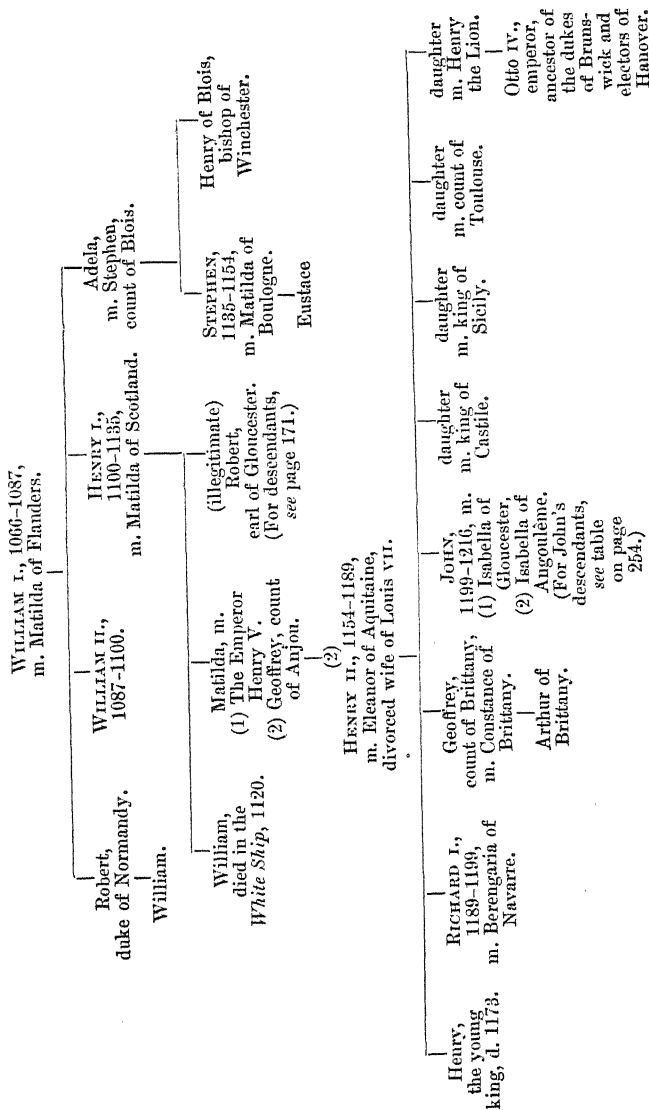 WILLIAM I., 1066–1087,
m. Matilda of Flanders.
Robert,
duke of Normandy.
William.
WILLIAM II.,
1087–1100.
HENRY I.,
1100–1135,
m. Matilda of Scotland.
Adela,
m. Stephen,
count of Blois.
William,
died in the
White Ship, 1120.
Matilda, m.
(1) The Emperor
Henry V.
(2) Geoffrey, count
of Anjou.
(illegitimate)
Robert,
earl of Gloucester.
(For descendants,
see page 171.)
STEPHEN,
1135–1154,
m. Matilda of
Boulogne.
Eustace
Henry of Blois,
bishop of
Winchester.
(2)
HENRY II., 1154–1189,
m. Eleanor of Aquitaine,
divorced wife of Louis VII.
Henry,
the young
king, d. 1173.
RICHARD I.,
1189–1199,
m. Berengaria of
Navarre.
Geoffrey,
count of Brittany,
m. Constance of
Brittany.
Arthur of
Brittany.
JOHN,
1199–1216, m.
(1) Isabella of
Gloucester,
(2) Isabella of
Angoulême.
(For John's
descendants,
see table
on page
254.)
daughter
m. king of
Castile.
daughter
m. king of
Sicily.
daughter
m. count of
Toulouse.
daughter
m. Henry
the Lion.
Otto IV.,
emperor,
ancestor of
the dukes
of Bruns-
wick and
electors of
Hanover.